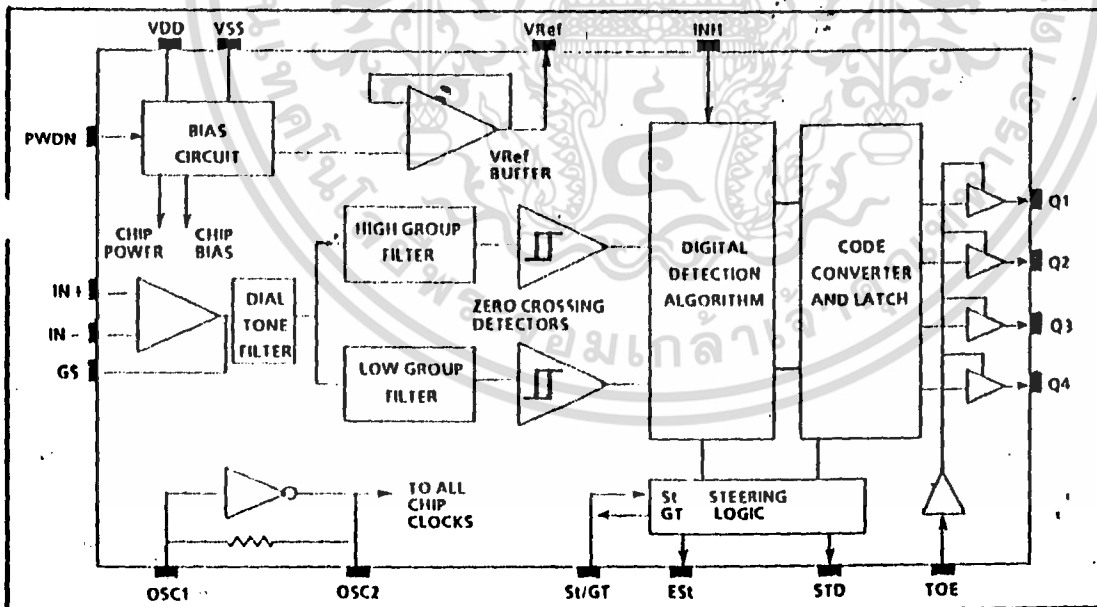 VDD
VSS
VRef
INH
PWDN
BIAS
CIRCUIT
VRef
BUFFER
CHIP
POWER
CHIP
BIAS
HIGH GROUP
FILTER
DIGITAL
DETECTION
ALGORITHM
CODE
CONVERTER
AND LATCH
Q1
Q2
Q3
Q4
IN +
IN -
GS
DIAL
TONE
FILTER
ZERO CROSSING
DETECTORS
LOW GROUP
FILTER
TO ALL
CHIP
CLOCKS
St
GT
STEERING
LOGIC
OSC1
OSC2
St/GT
ESt
STD
TOE